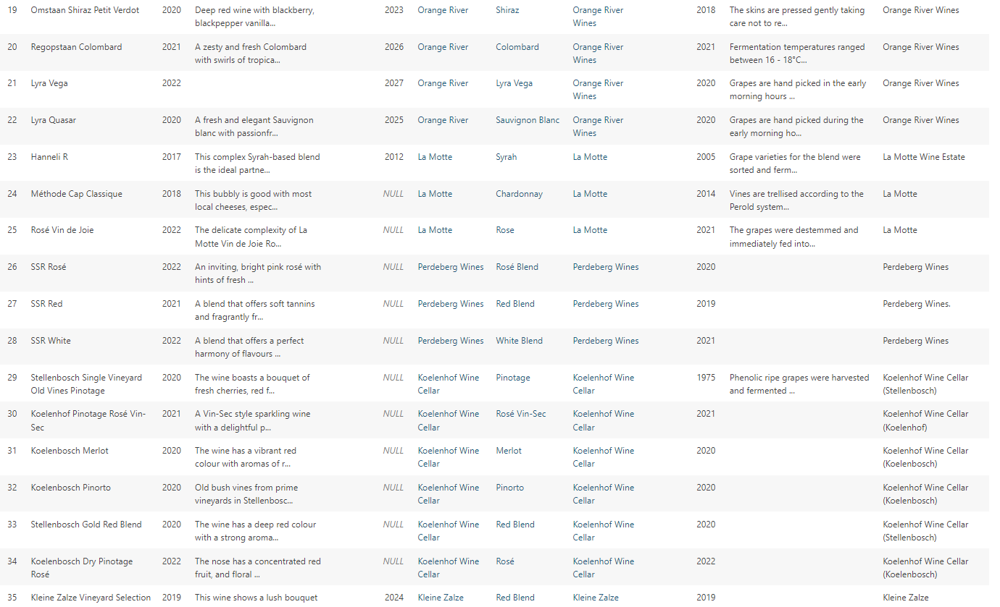 19 Omstaan Shiraz Petit Verdot 2020 Deep red wine with blackberry, 2023 Orange River Shiraz Orange River 2018 The skins are pressed gently taking Orange River Wines
blackpepper vanilla... Wines care not to re...
20 Regopstaan Colombard 2021 A zesty and fresh Colombard 2026 Orange River Colombard Orange River 2021 Fermentation temperatures ranged Orange River Wines
with swirls of tropica... Wines between 16 - 18°C...
21 Lyra Vega 2022 2027 Orange River Lyra Vega Orange River 2020 Grapes are hand picked in the early Orange River Wines
Wines morning hours ...
22 Lyra Quasar 2020 A fresh and elegant Sauvignon 2025 Orange River Sauvignon Blanc Orange River 2020 Grapes are hand picked during the Orange River Wines
blanc with passionfr... Wines early morning ho...
23 Hanneli R 2017 This complex Syrah-based blend 2012 La Motte Syrah La Motte 2005 Grape varieties for the blend were La Motte Wine Estate
is the ideal partne... sorted and ferm...
24 Méthode Cap Classique 2018 This bubbly is good with most NULL La Motte Chardonnay La Motte 2014 Vines are trellised according to the La Motte
local cheeses, espec... Perold system...
25 Rosé Vin de Joie 2022 The delicate complexity of La NULL La Motte Rose La Motte 2021 The grapes were destemmed and La Motte
Motte Vin de Joie Ro... immediately fed into...
26 SSR Rosé 2022 An inviting, bright pink rosé with NULL Perdeberg Wines Rosé Blend Perdeberg Wines 2020 Perdeberg Wines
hints of fresh ...
27 SSR Red 2021 A blend that offers soft tannins NULL Perdeberg Wines Red Blend Perdeberg Wines 2019 Perdeberg Wines.
and fragrantly fr...
28 SSR White 2022 A blend that offers a perfect NULL Perdeberg Wines White Blend Perdeberg Wines 2021 Perdeberg Wines
harmony of flavours ...
29 Stellenbosch Single Vineyard 2020 The wine boasts a bouquet of NULL Koelenhof Wine Pinotage Koelenhof Wine 1975 Phenolic ripe grapes were harvested Koelenhof Wine Cellar
Old Vines Pinotage fresh cherries, red f... Cellar Cellar and fermented ... (Stellenbosch)
30 Koelenhof Pinotage Rosé Vin- 2021 A Vin-Sec style sparkling wine NULL Koelenhof Wine Rosé Vin-Sec Koelenhof Wine 2021 Koelenhof Wine Cellar
Sec with a delightful p... Cellar Cellar (Koelenhof)
31 Koelenbosch Merlot 2020 The wine has a vibrant red NULL Koelenhof Wine Merlot Koelenhof Wine 2020 Koelenhof Wine Cellar
colour with aromas of r... Cellar Cellar (Koelenbosch)
32 Koelenbosch Pinorto 2020 Old bush vines from prime NULL Koelenhof Wine Pinorto Koelenhof Wine 2020 Koelenhof Wine Cellar
vineyards in Stellenbosc... Cellar Cellar (Koelenbosch)
33 Stellenbosch Gold Red Blend 2020 The wine has a deep red colour NULL Koelenhof Wine Red Blend Koelenhof Wine 2020 Koelenhof Wine Cellar
with a strong aroma... Cellar Cellar (Stellenbosch)
34 Koelenbosch Dry Pinotage 2022 The nose has a concentrated red NULL Koelenhof Wine Rosé Koelenhof Wine 2022 Koelenhof Wine Cellar
Rosé fruit, and floral ... Cellar Cellar (Koelenbosch)
35 Kleine Zalze Vineyard Selection 2019 This wine shows a lush bouquet 2024 Kleine Zalze Red Blend Kleine Zalze 2019 Kleine Zalze